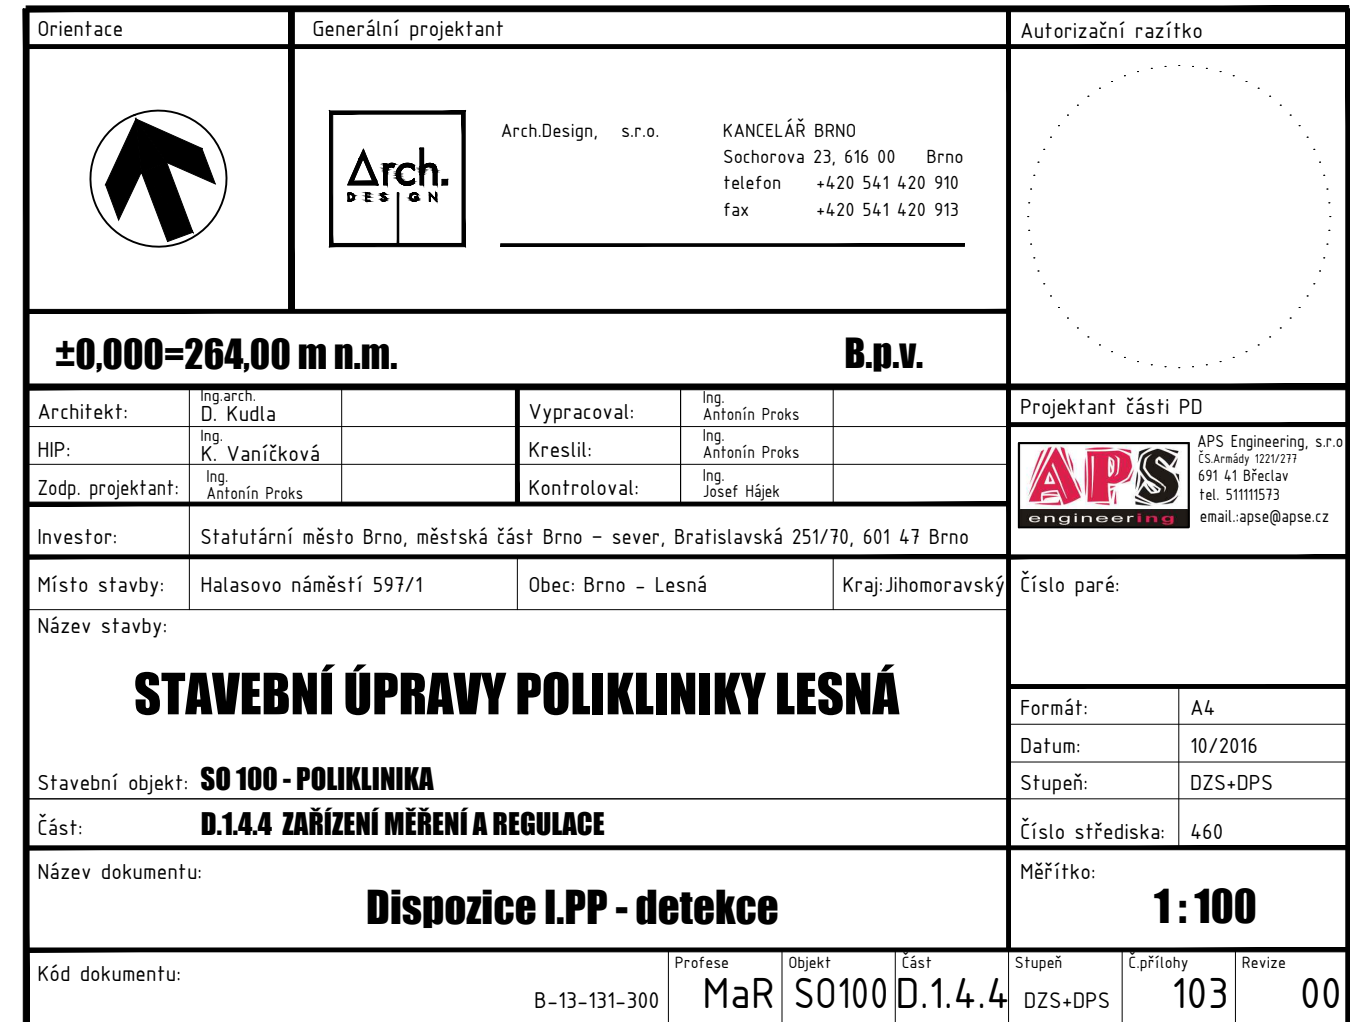 Orientace
Generální projektant
Autorizační razítko
Arch.
DESIGN
Arch.Design, s.r.o.
KANCELÁŘ BRNO
Sochorova 23, 616 00 Brno
telefon +420 541 420 910
fax +420 541 420 913
±0,000=264,00 m n.m.
B.p.v.
Architekt:
Ing.arch.
D. Kudla
Vypracoval:
Ing.
Antonín Proks
Projektant části PD
HIP:
Ing.
K. Vaníčková
Kreslil:
Ing.
Antonín Proks
Zodp. projektant:
Ing.
Antonín Proks
Kontroloval:
Ing.
Josef Hájek
APS
engineering
APS Engineering, s.r.o
ČS.Armády 1221/277
691 41 Břeclav
tel. 511111573
email.:apse@apse.cz
Investor:
Statutární město Brno, městská část Brno – sever, Bratislavská 251/70, 601 47 Brno
Místo stavby:
Halasovo náměstí 597/1
Obec: Brno – Lesná
Kraj:Jihomoravský
Číslo paré:
Název stavby:
STAVEBNÍ ÚPRAVY POLIKLINIKY LESNÁ
Formát: A4
Datum: 10/2016
Stavební objekt: SO 100 - POLIKLINIKA
Stupeň: DZS+DPS
Část: D.1.4.4 ZAŘÍZENÍ MĚŘENÍ A REGULACE
Číslo střediska: 460
Název dokumentu:
Dispozice I.PP - detekce
Měřítko:
1 : 100
Kód dokumentu:
B–13–131–300
Profese
MaR
Objekt
SO100
Část
D.1.4.4
Stupeň
DZS+DPS
Č.přílohy
103
Revize
00